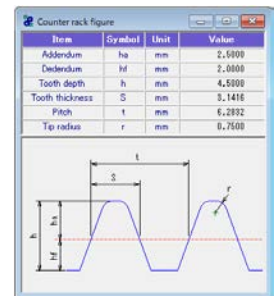 Counter rack figure
Item Symbol Unit Value
Addendum ha mm 2.5000
Dedendum hf mm 2.0000
Tooth depth h mm 4.5000
Tooth thickness S mm 3.1416
Pitch t mm 6.2832
Tip radius r mm 0.7500
t
S
r
h
ha
hf